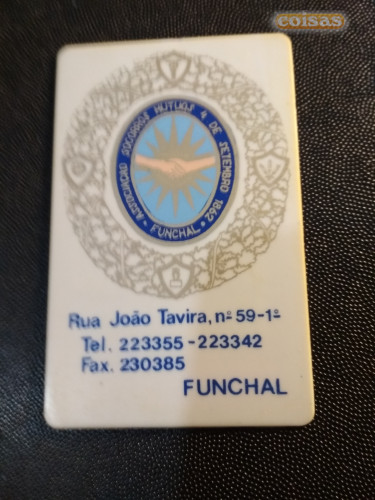 coisas
ASSOCIAÇÃO SOCORROS MÚTUOS 4 DE SETEMBRO 1862
- FUNCHAL -
Rua João Tavira, nº 59-1º
Tel. 223355 - 223342
Fax. 230385
FUNCHAL